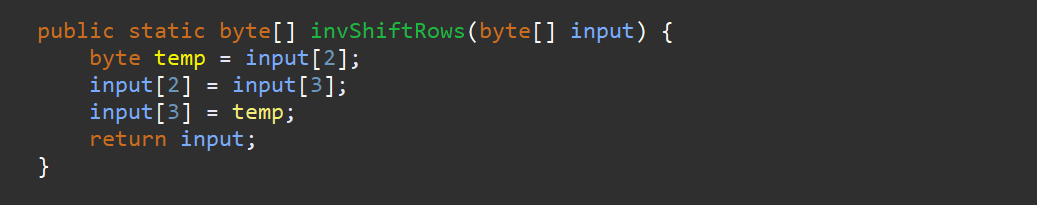 public static byte[] invShiftRows(byte[] input) {
    byte temp = input[2];
    input[2] = input[3];
    input[3] = temp;
    return input;
}